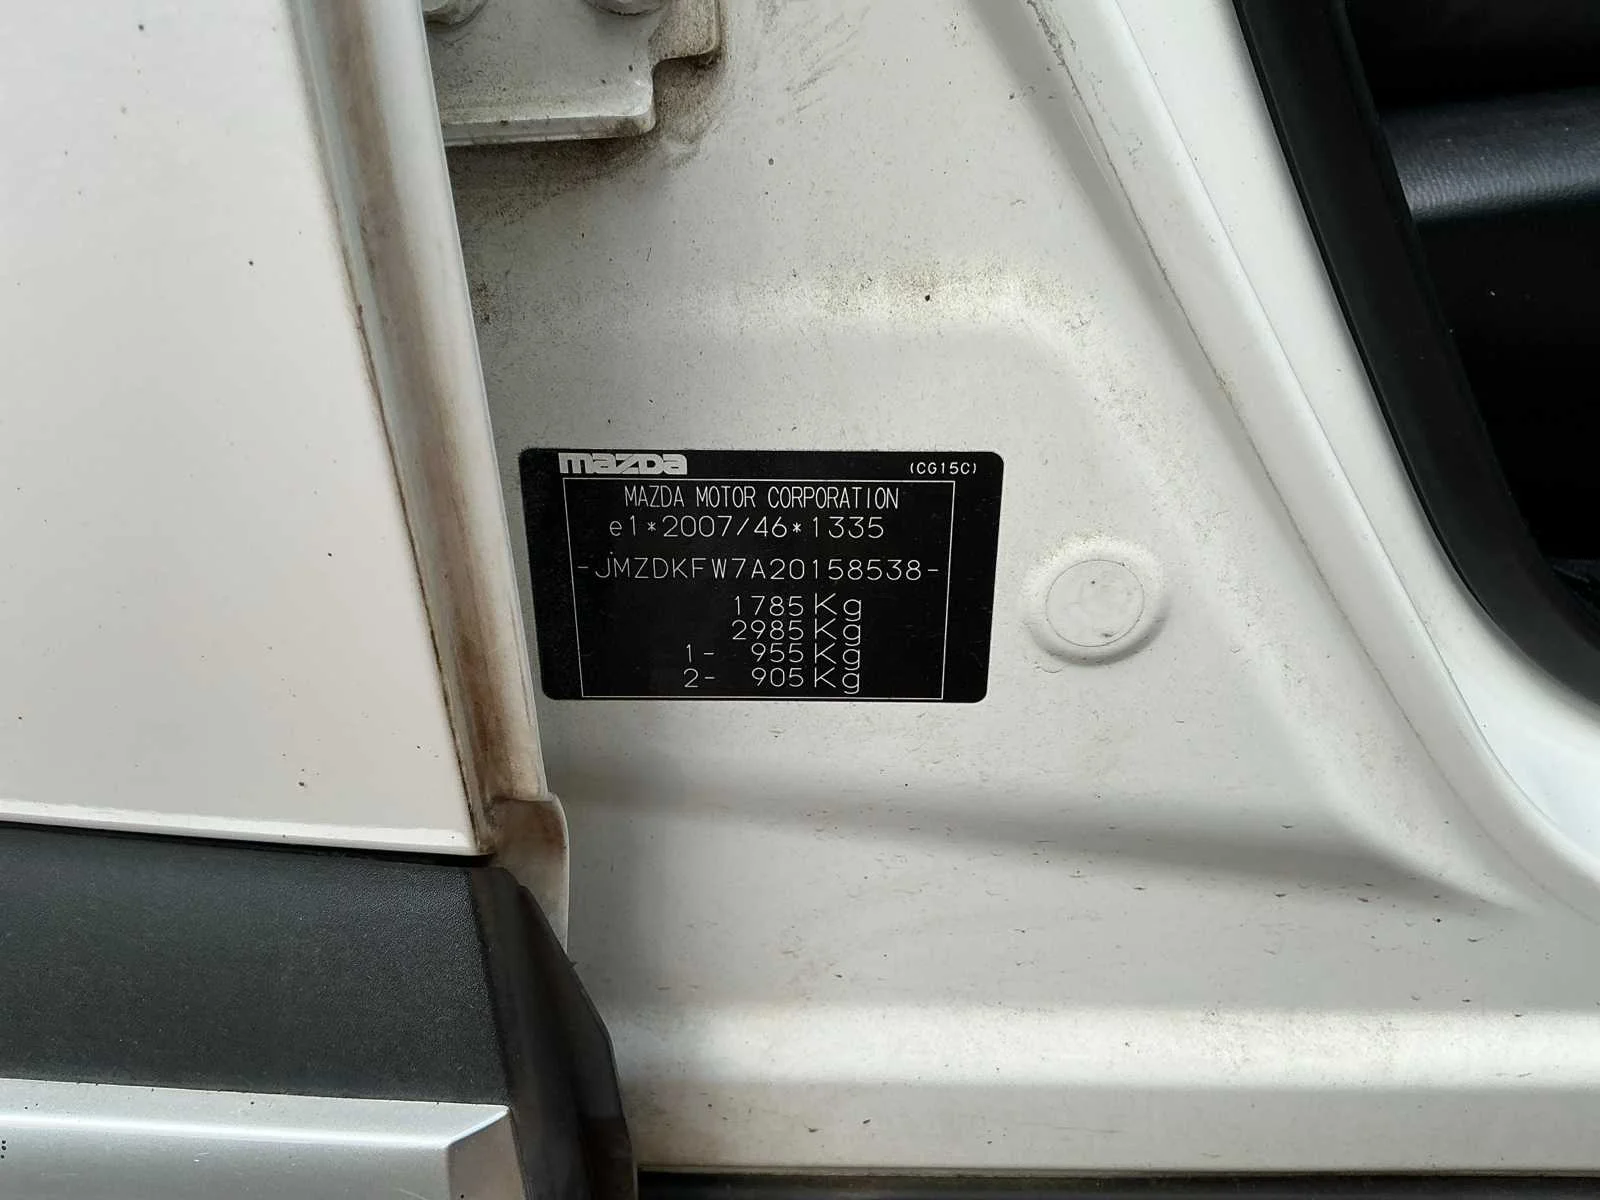 mazda (CG15C)
MAZDA MOTOR CORPORATION
e1*2007/46*1335
-JMZDKFW7A20158538-
1785 Kg
2985 Kg
1- 955 Kg
2- 905 Kg